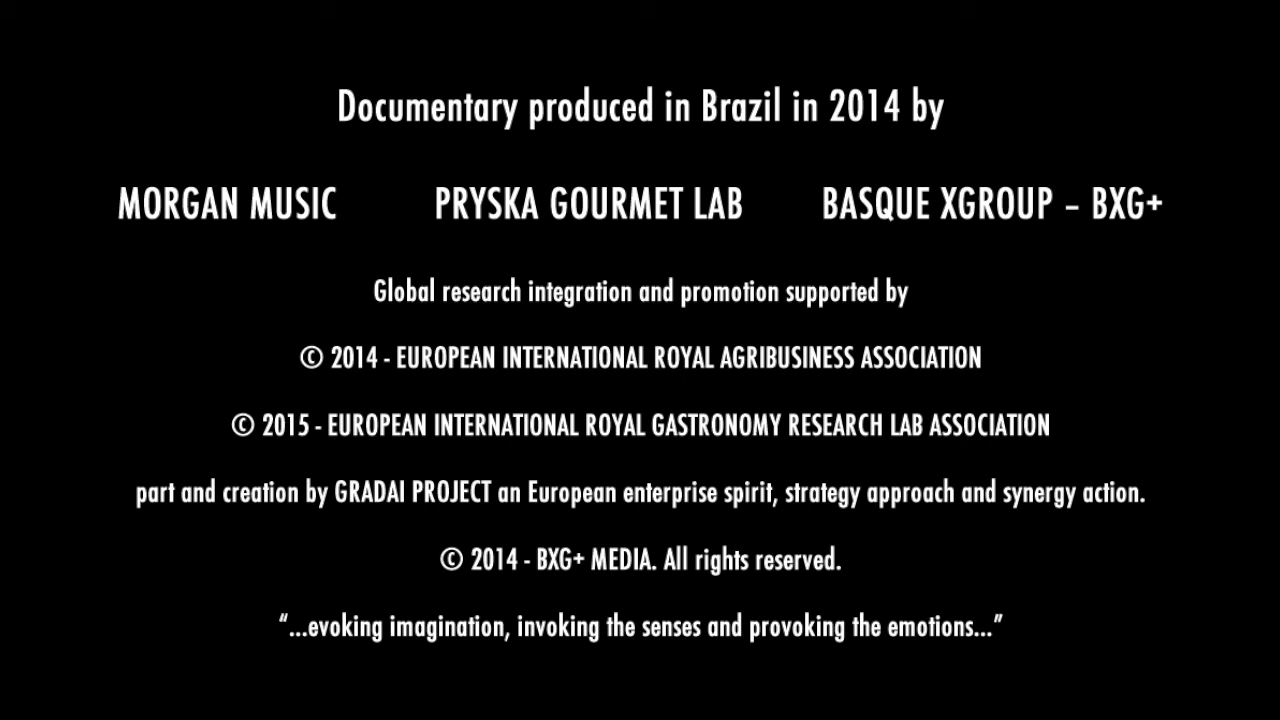 Documentary produced in Brazil in 2014 by
MORGAN MUSIC PRYSKA GOURMET LAB BASQUE XGROUP – BXG+
Global research integration and promotion supported by
© 2014 - EUROPEAN INTERNATIONAL ROYAL AGRIBUSINESS ASSOCIATION
© 2015 - EUROPEAN INTERNATIONAL ROYAL GASTRONOMY RESEARCH LAB ASSOCIATION
part and creation by GRADAI PROJECT an European enterprise spirit, strategy approach and synergy action.
© 2014 - BXG+ MEDIA. All rights reserved.
“...evoking imagination, invoking the senses and provoking the emotions...”